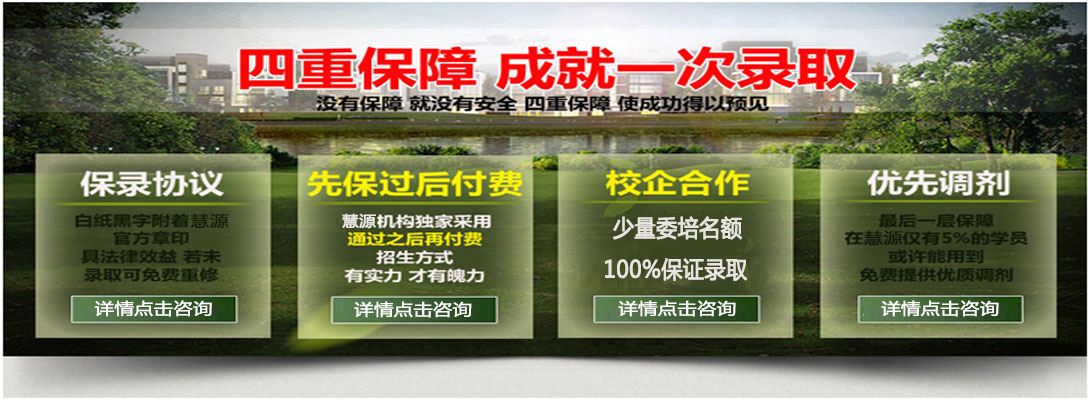 四重保障 成就一次录取
没有保障 就没有安全 四重保障 使成功得以预见
保录协议
白纸黑字附着慧源
官方章印
具法律效益 若未
录取可免费重修
详情点击咨询
先保过后付费
慧源机构独家采用
通过之后再付费
招生方式
有实力 才有魄力
详情点击咨询
校企合作
少量委培名额
100%保证录取
详情点击咨询
优先调剂
最后一层保障
在慧源仅有5%的学员
或许能用到
免费提供优质调剂
详情点击咨询